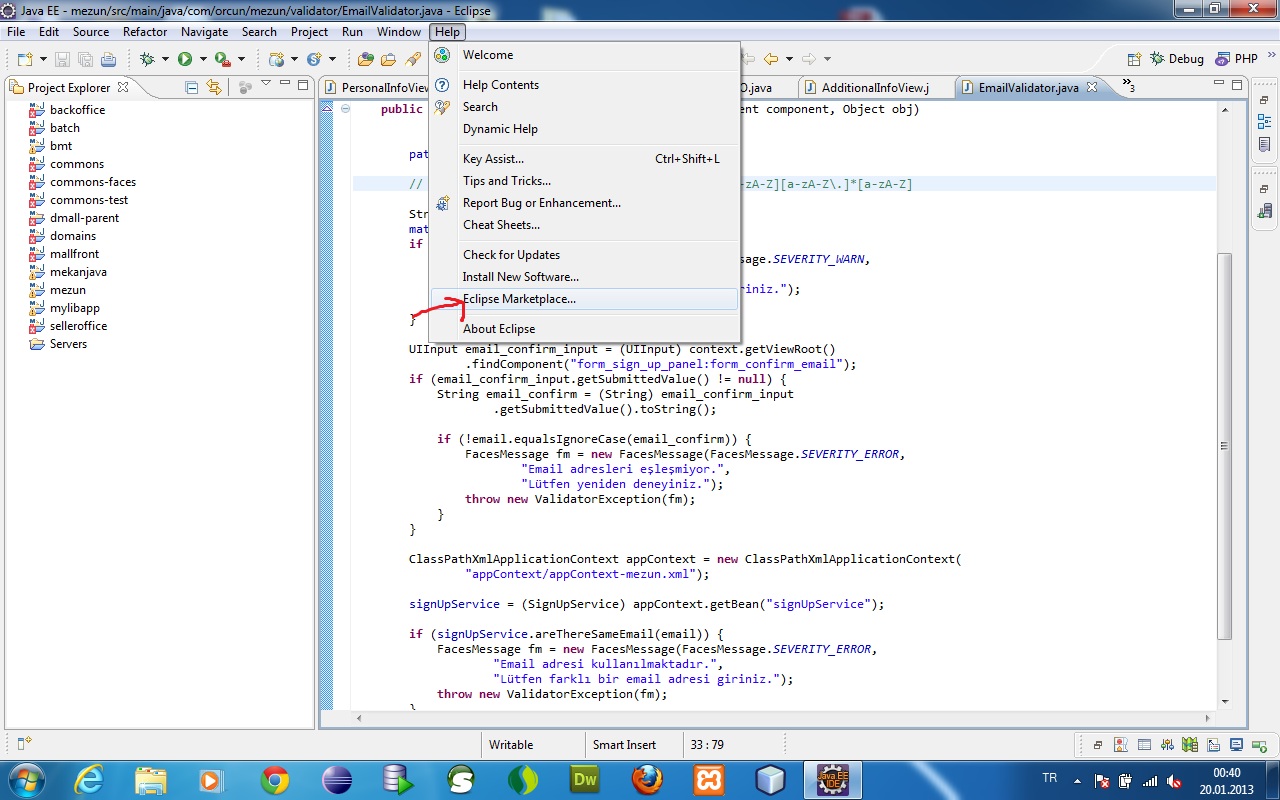 Java EE - mezun/src/main/java/com/orcun/mezun/validator/EmailValidator.java - Eclipse
File Edit Source Refactor Navigate Search Project Run Window Help
Debug PHP
Project Explorer
backoffice
batch
bmt
commons
commons-faces
commons-test
dmall-parent
domains
mallfront
mekanjava
mezun
mylibapp
selleroffice
Servers
Welcome
Help Contents
Search
Dynamic Help
Key Assist... Ctrl+Shift+L
Tips and Tricks...
Report Bug or Enhancement...
Cheat Sheets...
Check for Updates
Install New Software...
Eclipse Marketplace...
About Eclipse
PersonalInfoView O.java AdditionalInfoView.j EmailValidator.java 3
public ent component, Object obj)
pat
// -zA-Z][a-zA-Z\.]*[a-zA-Z]
Str
mat
if
sage.SEVERITY_WARN,
riniz.");
}
UIInput email_confirm_input = (UIInput) context.getViewRoot()
.findComponent("form_sign_up_panel:form_confirm_email");
if (email_confirm_input.getSubmittedValue() != null) {
String email_confirm = (String) email_confirm_input
.getSubmittedValue().toString();
if (!email.equalsIgnoreCase(email_confirm)) {
FacesMessage fm = new FacesMessage(FacesMessage.SEVERITY_ERROR,
"Email adresleri eşleşmiyor.",
"Lütfen yeniden deneyiniz.");
throw new ValidatorException(fm);
}
}
ClassPathXmlApplicationContext appContext = new ClassPathXmlApplicationContext(
"appContext/appContext-mezun.xml");
signUpService = (SignUpService) appContext.getBean("signUpService");
if (signUpService.areThereSameEmail(email)) {
FacesMessage fm = new FacesMessage(FacesMessage.SEVERITY_ERROR,
"Email adresi kullanılmaktadır.",
"Lütfen farklı bir email adresi giriniz.");
throw new ValidatorException(fm);
}
Writable Smart Insert 33 : 79
Dw
Java EE
IDE
TR
00:40
20.01.2013